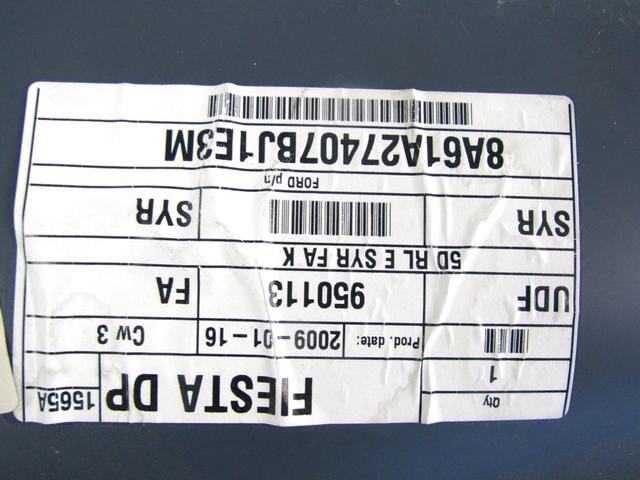 Qty
1
FIESTA DP
1565A
Prod. date: 2009-01-16
Cw 3
UDF
950113
FA
5D RL E SYR FA K
SYR
SYR
FORD p/n
8A61A27407BJ1E3M